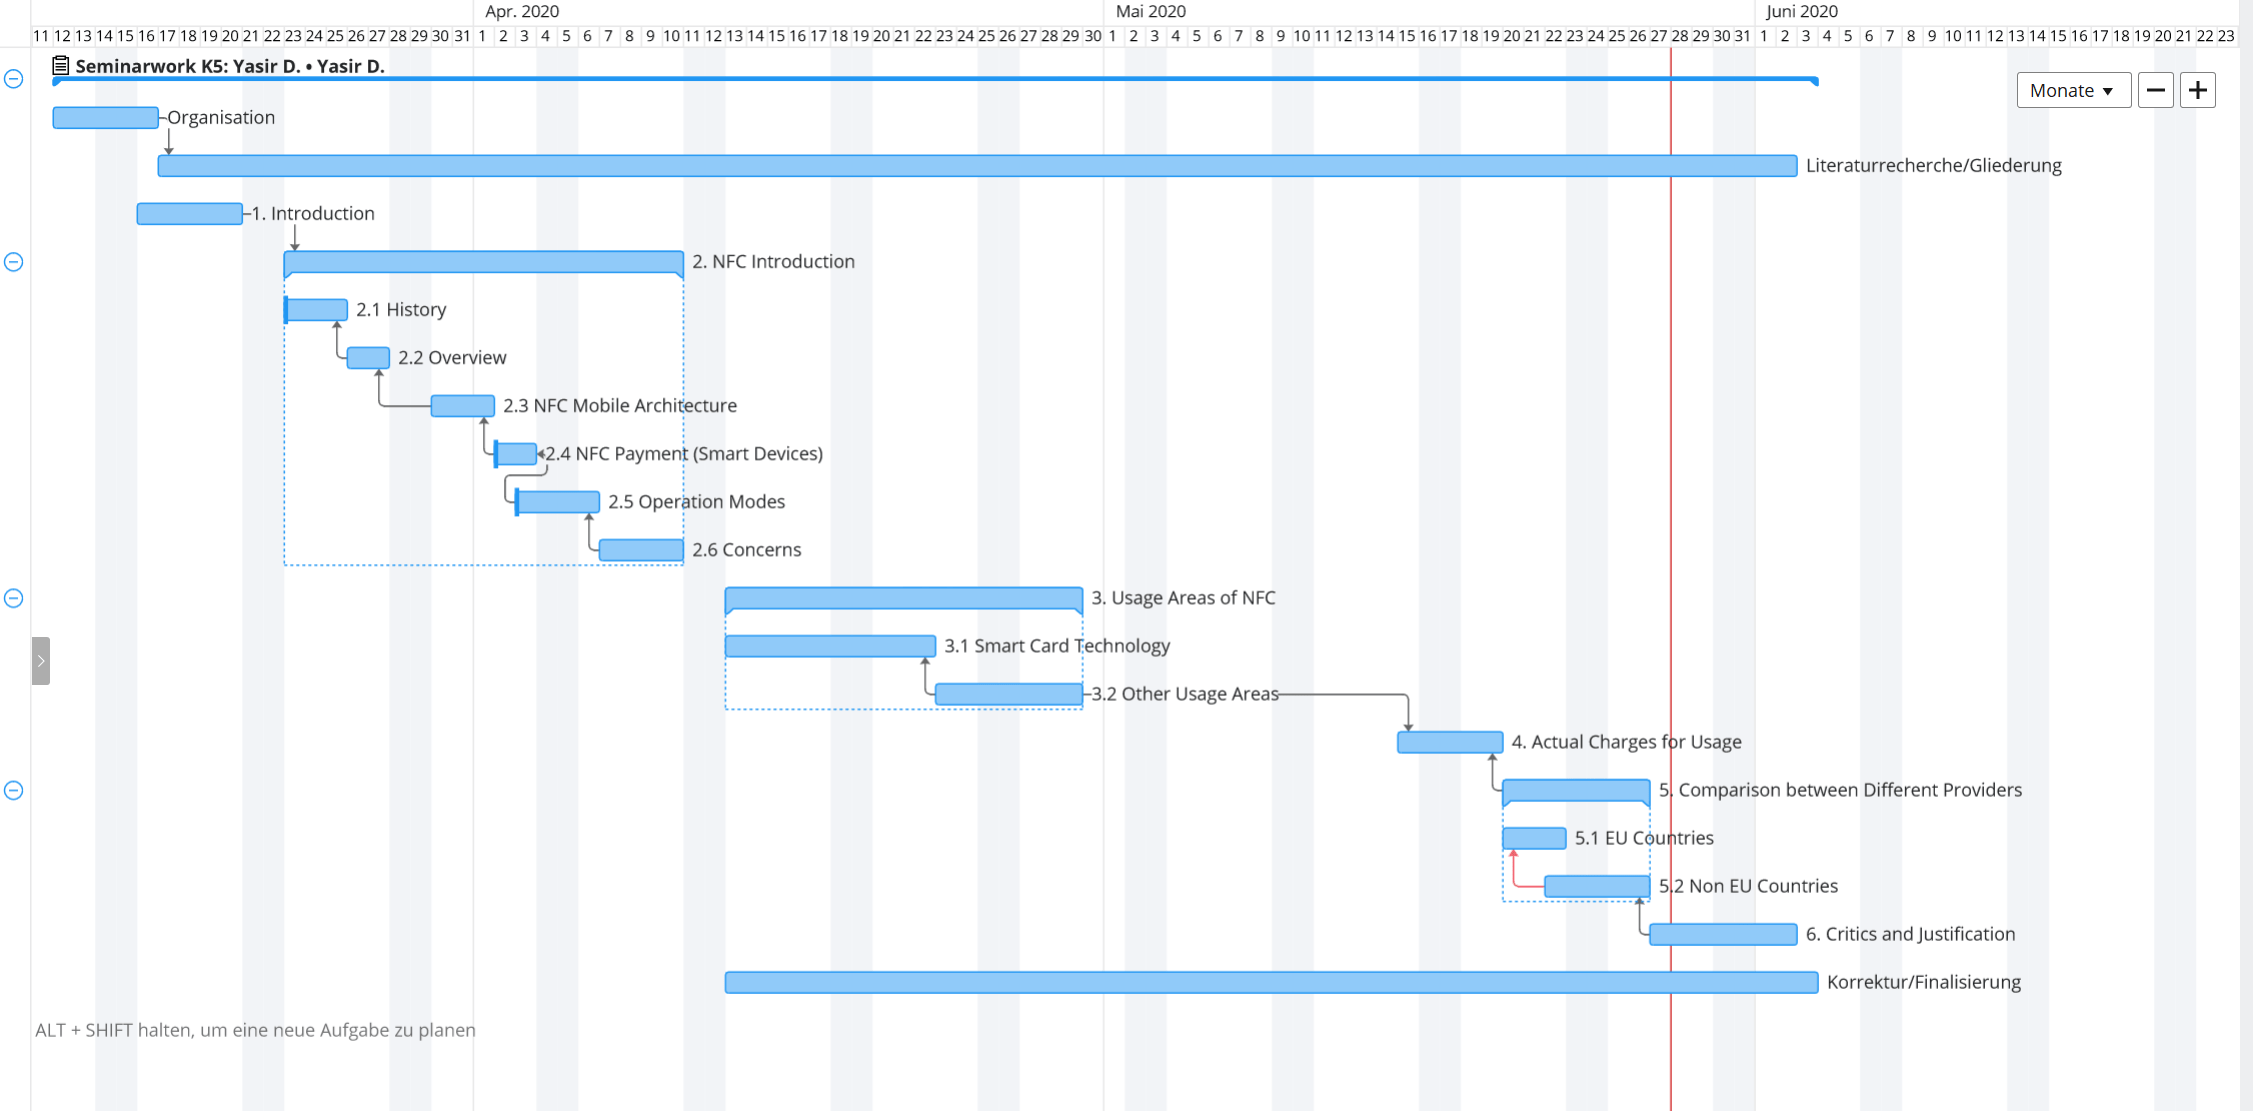 Apr. 2020 Mai 2020 Juni 2020
11 12 13 14 15 16 17 18 19 20 21 22 23 24 25 26 27 28 29 30 31 1 2 3 4 5 6 7 8 9 10 11 12 13 14 15 16 17 18 19 20 21 22 23 24 25 26 27 28 29 30 1 2 3 4 5 6 7 8 9 10 11 12 13 14 15 16 17 18 19 20 21 22 23 24 25 26 27 28 29 30 31 1 2 3 4 5 6 7 8 9 10 11 12 13 14 15 16 17 18 19 20 21 22 23
Seminarwork K5: Yasir D. • Yasir D.
Monate
Organisation
Literaturrecherche/Gliederung
1. Introduction
2. NFC Introduction
2.1 History
2.2 Overview
2.3 NFC Mobile Architecture
2.4 NFC Payment (Smart Devices)
2.5 Operation Modes
2.6 Concerns
3. Usage Areas of NFC
3.1 Smart Card Technology
3.2 Other Usage Areas
4. Actual Charges for Usage
5. Comparison between Different Providers
5.1 EU Countries
5.2 Non EU Countries
6. Critics and Justification
Korrektur/Finalisierung
ALT + SHIFT halten, um eine neue Aufgabe zu planen